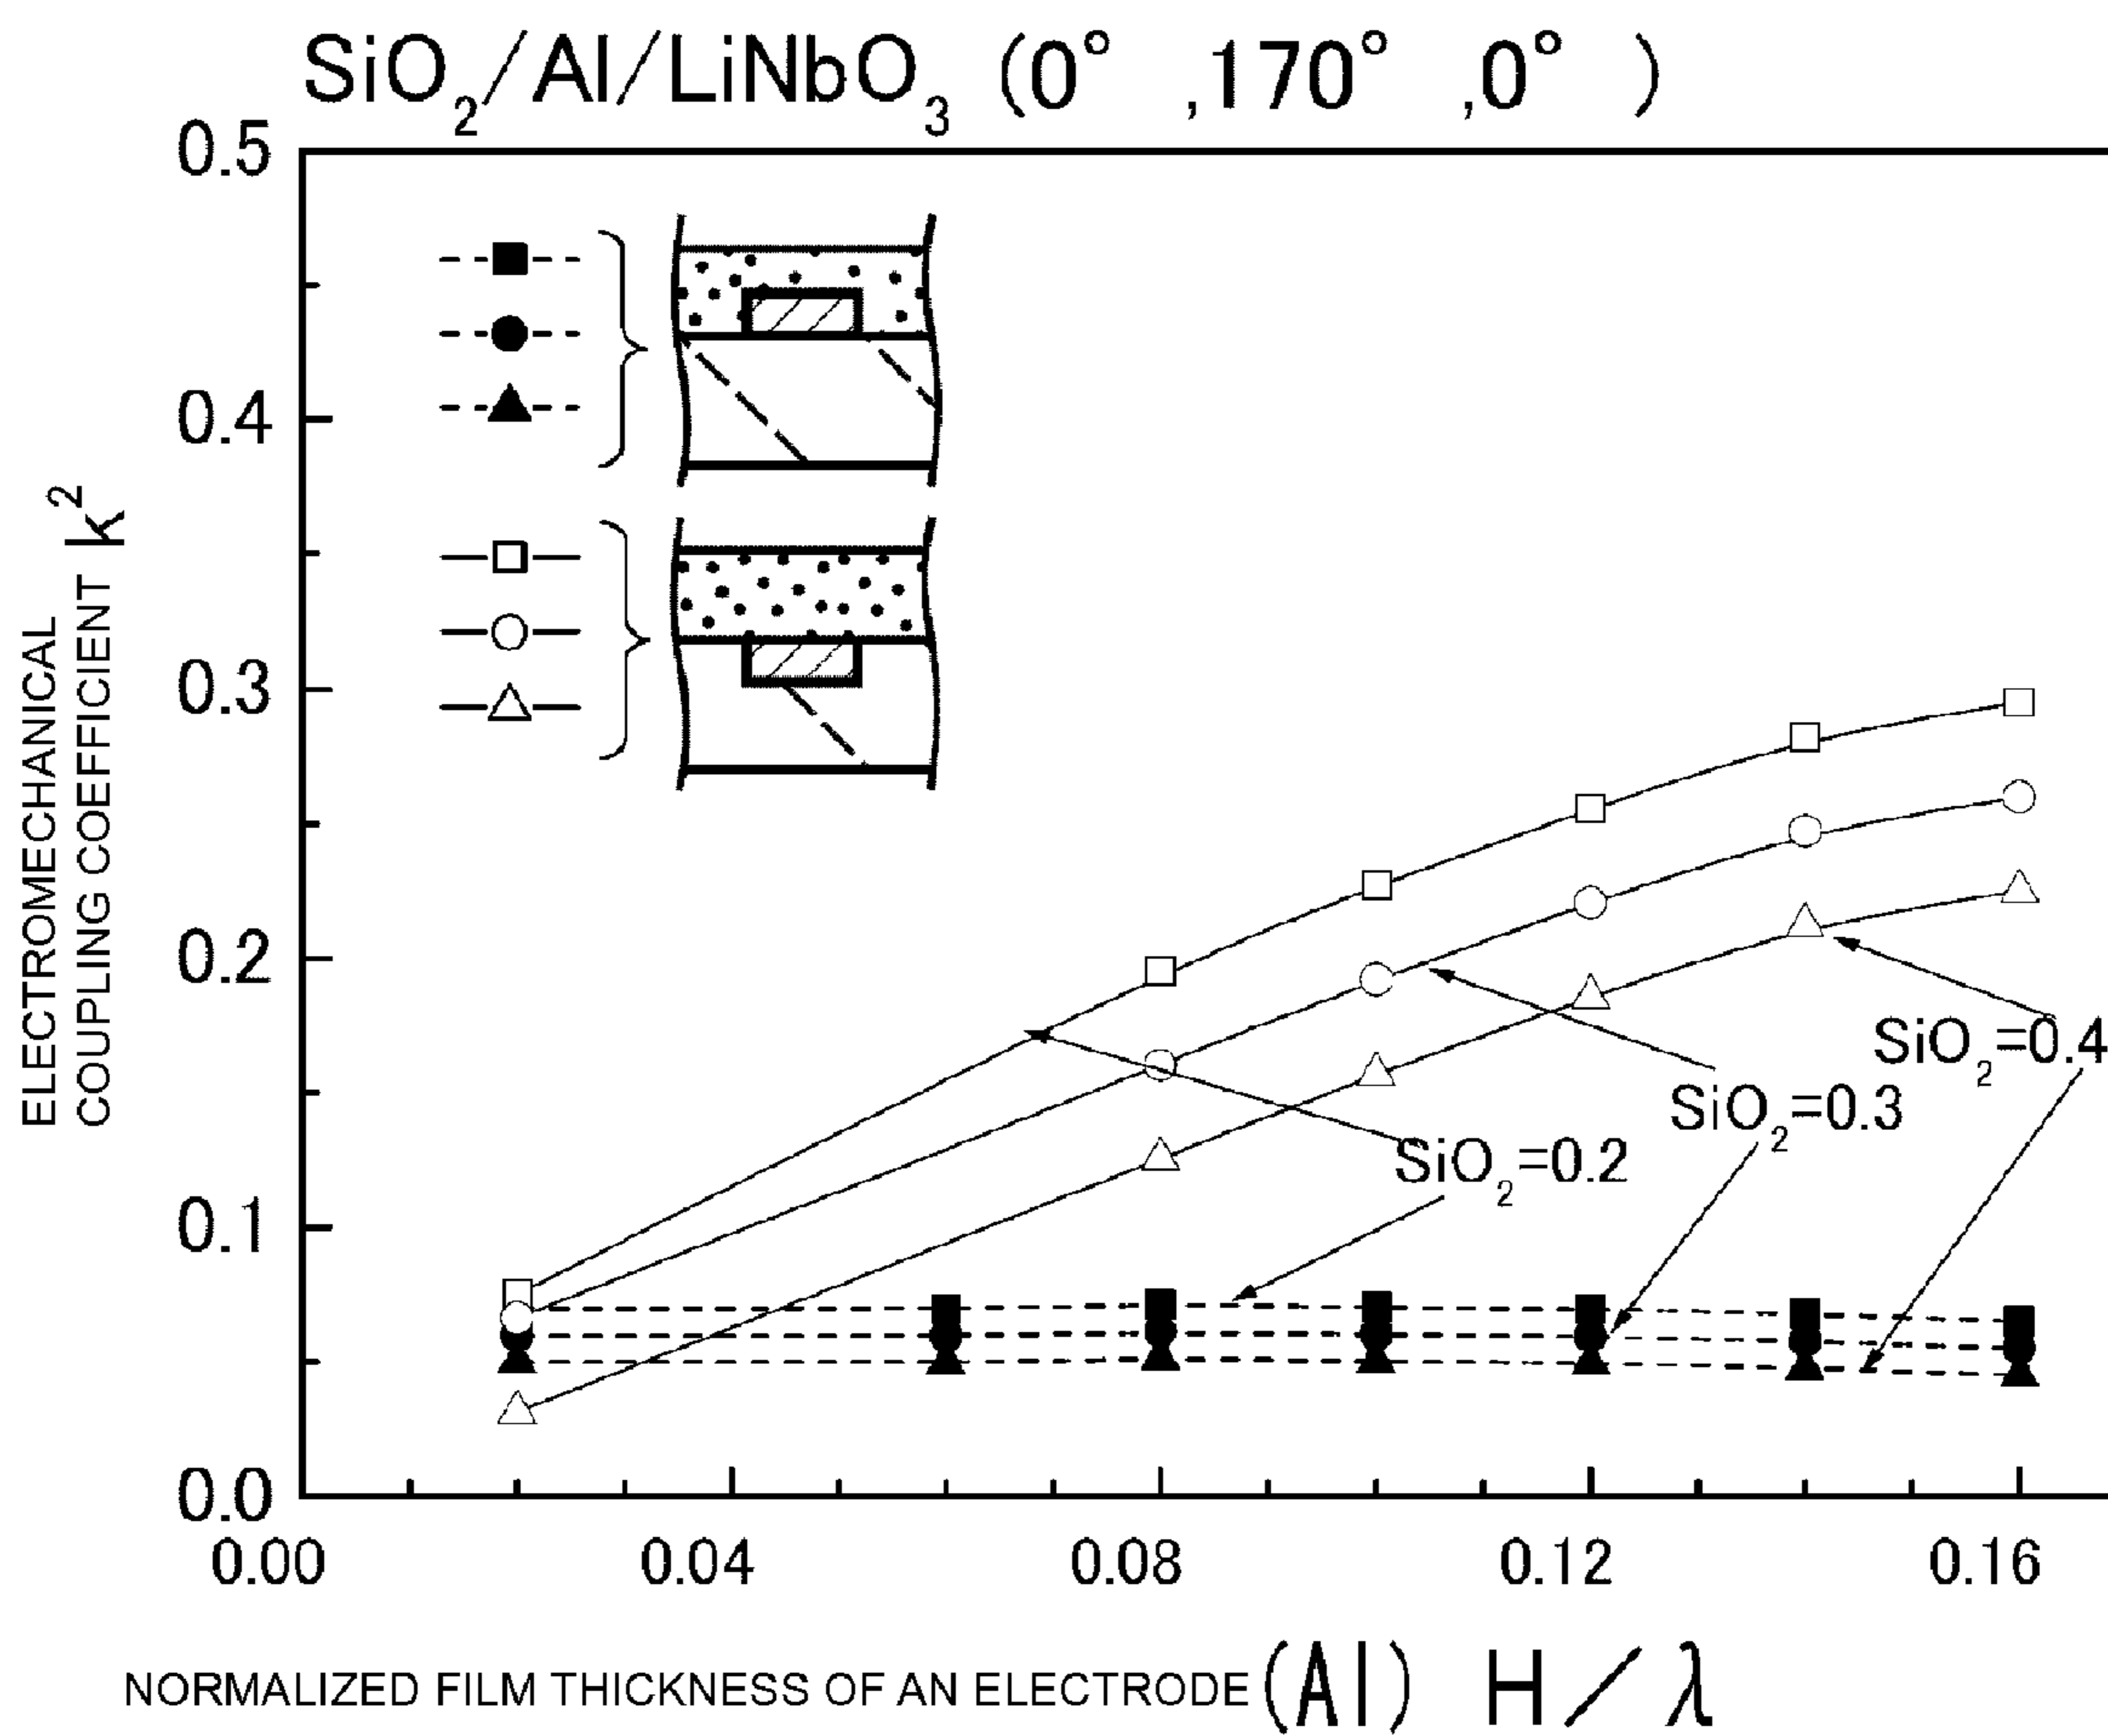 SiO₂/Al/LiNbO₃ (0° ,170° ,0° )
0.5
0.4
0.3
0.2
0.1
0.0
ELECTROMECHANICAL
COUPLING COEFFICIENT k²
SiO₂=0.4
SiO₂=0.3
SiO₂=0.2
0.00 0.04 0.08 0.12 0.16
NORMALIZED FILM THICKNESS OF AN ELECTRODE (Al) H/λ